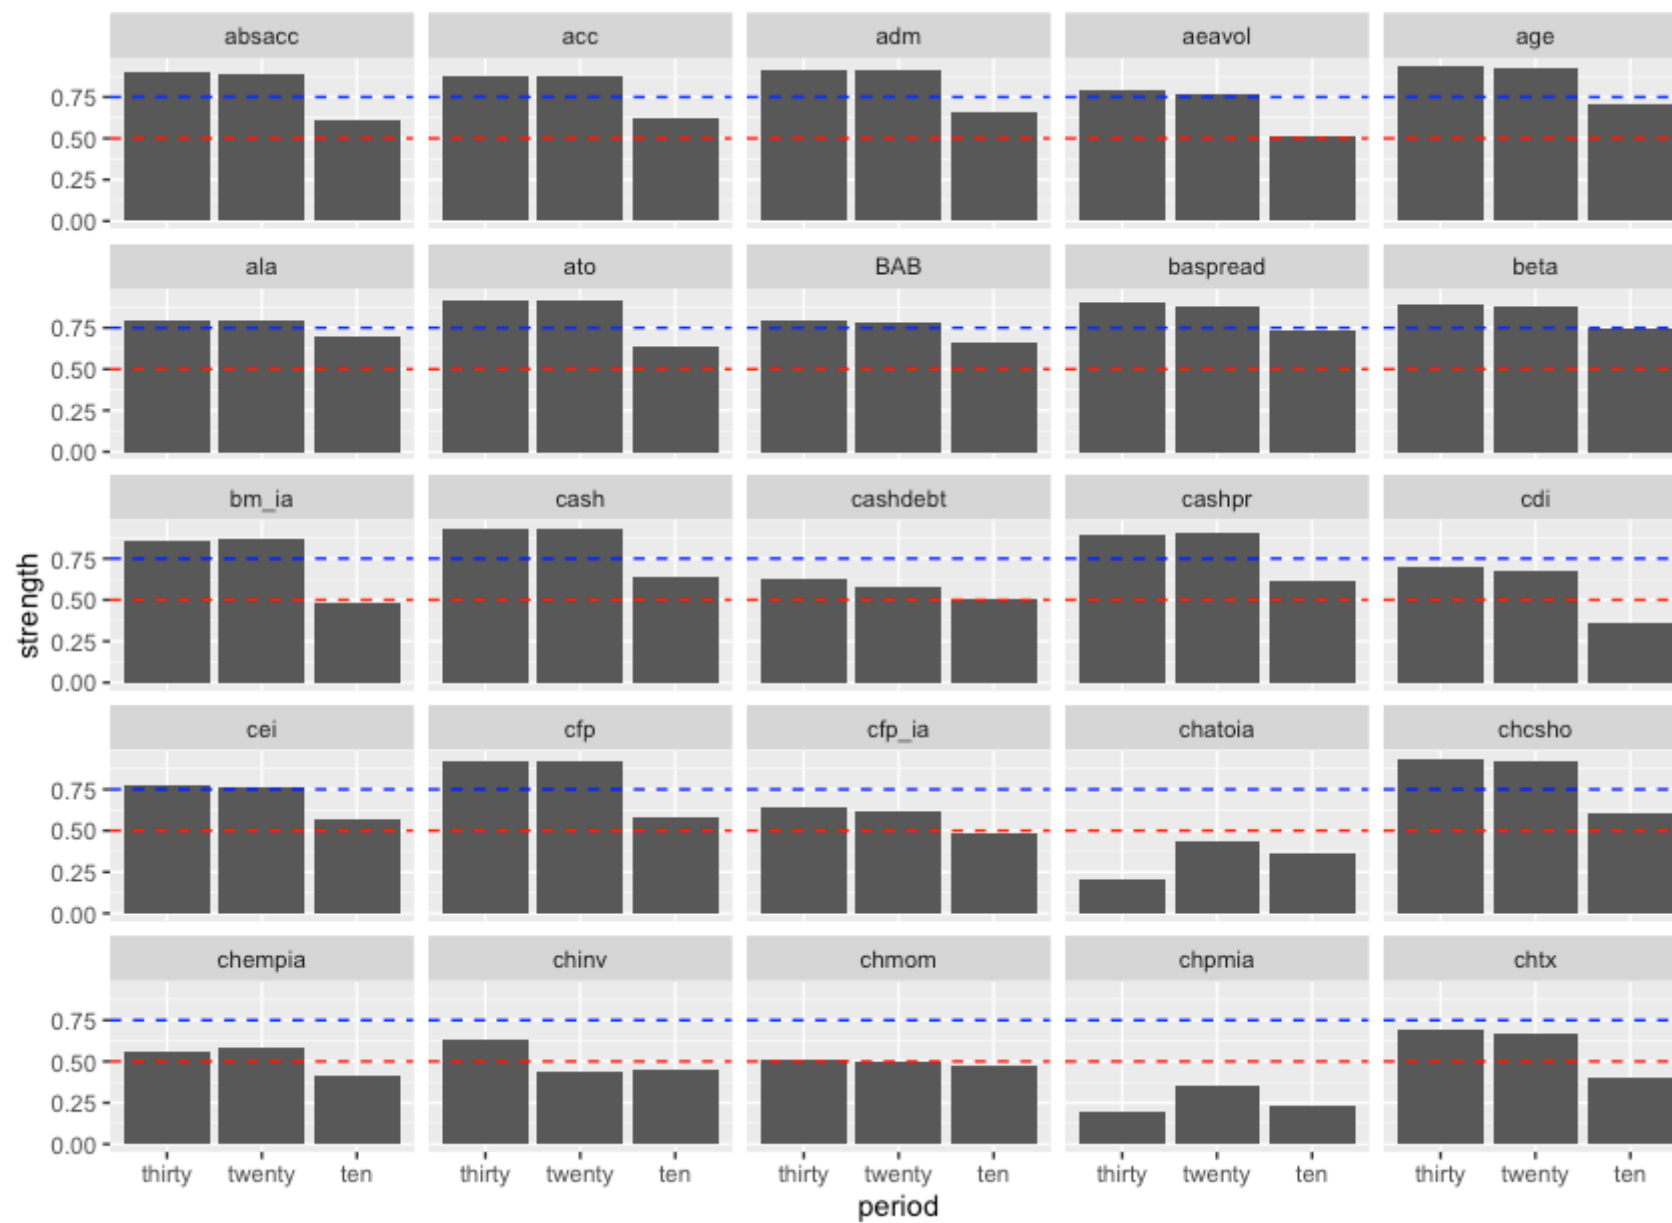 absacc acc adm aeavol age
0.75
0.50
0.25
0.00
ala ato BAB baspread beta
0.75
0.50
0.25
0.00
bm_ia cash cashdebt cashpr cdi
0.75
0.50
0.25
0.00
strength
cei cfp cfp_ia chatoia chcsho
0.75
0.50
0.25
0.00
chempia chinv chmom chpmia chtx
0.75
0.50
0.25
0.00
thirty twenty ten thirty twenty ten thirty twenty ten thirty twenty ten thirty twenty ten
period